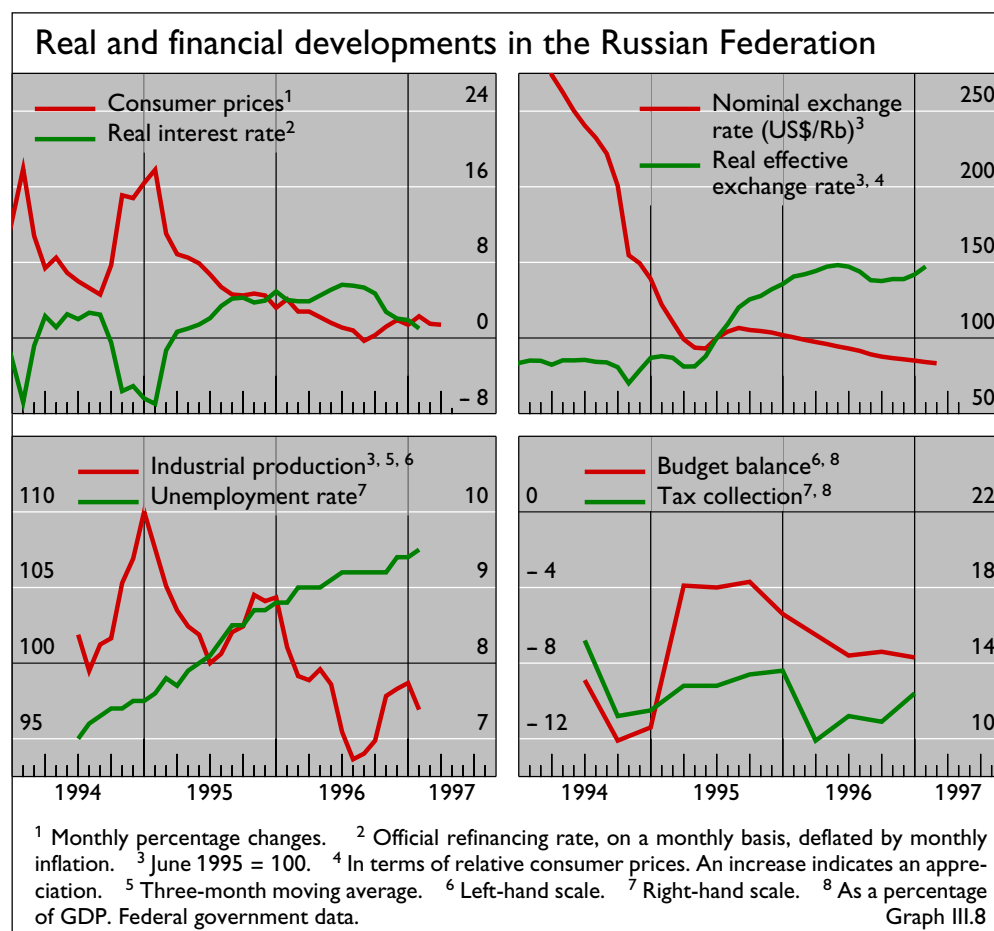 Real and financial developments in the Russian Federation
Consumer prices¹
Real interest rate²
24
16
8
0
– 8
Nominal exchange
rate (US$/Rb)³
Real effective
exchange rate³, ⁴
250
200
150
100
50
Industrial production³, ⁵, ⁶
Unemployment rate⁷
110
105
100
95
10
9
8
7
1994
1995
1996
1997
Budget balance⁶, ⁸
Tax collection⁷, ⁸
0
– 4
– 8
– 12
22
18
14
10
1994
1995
1996
1997
¹ Monthly percentage changes. ² Official refinancing rate, on a monthly basis, deflated by monthly
inflation. ³ June 1995 = 100. ⁴ In terms of relative consumer prices. An increase indicates an appre-
ciation. ⁵ Three-month moving average. ⁶ Left-hand scale. ⁷ Right-hand scale. ⁸ As a percentage
of GDP. Federal government data. Graph III.8